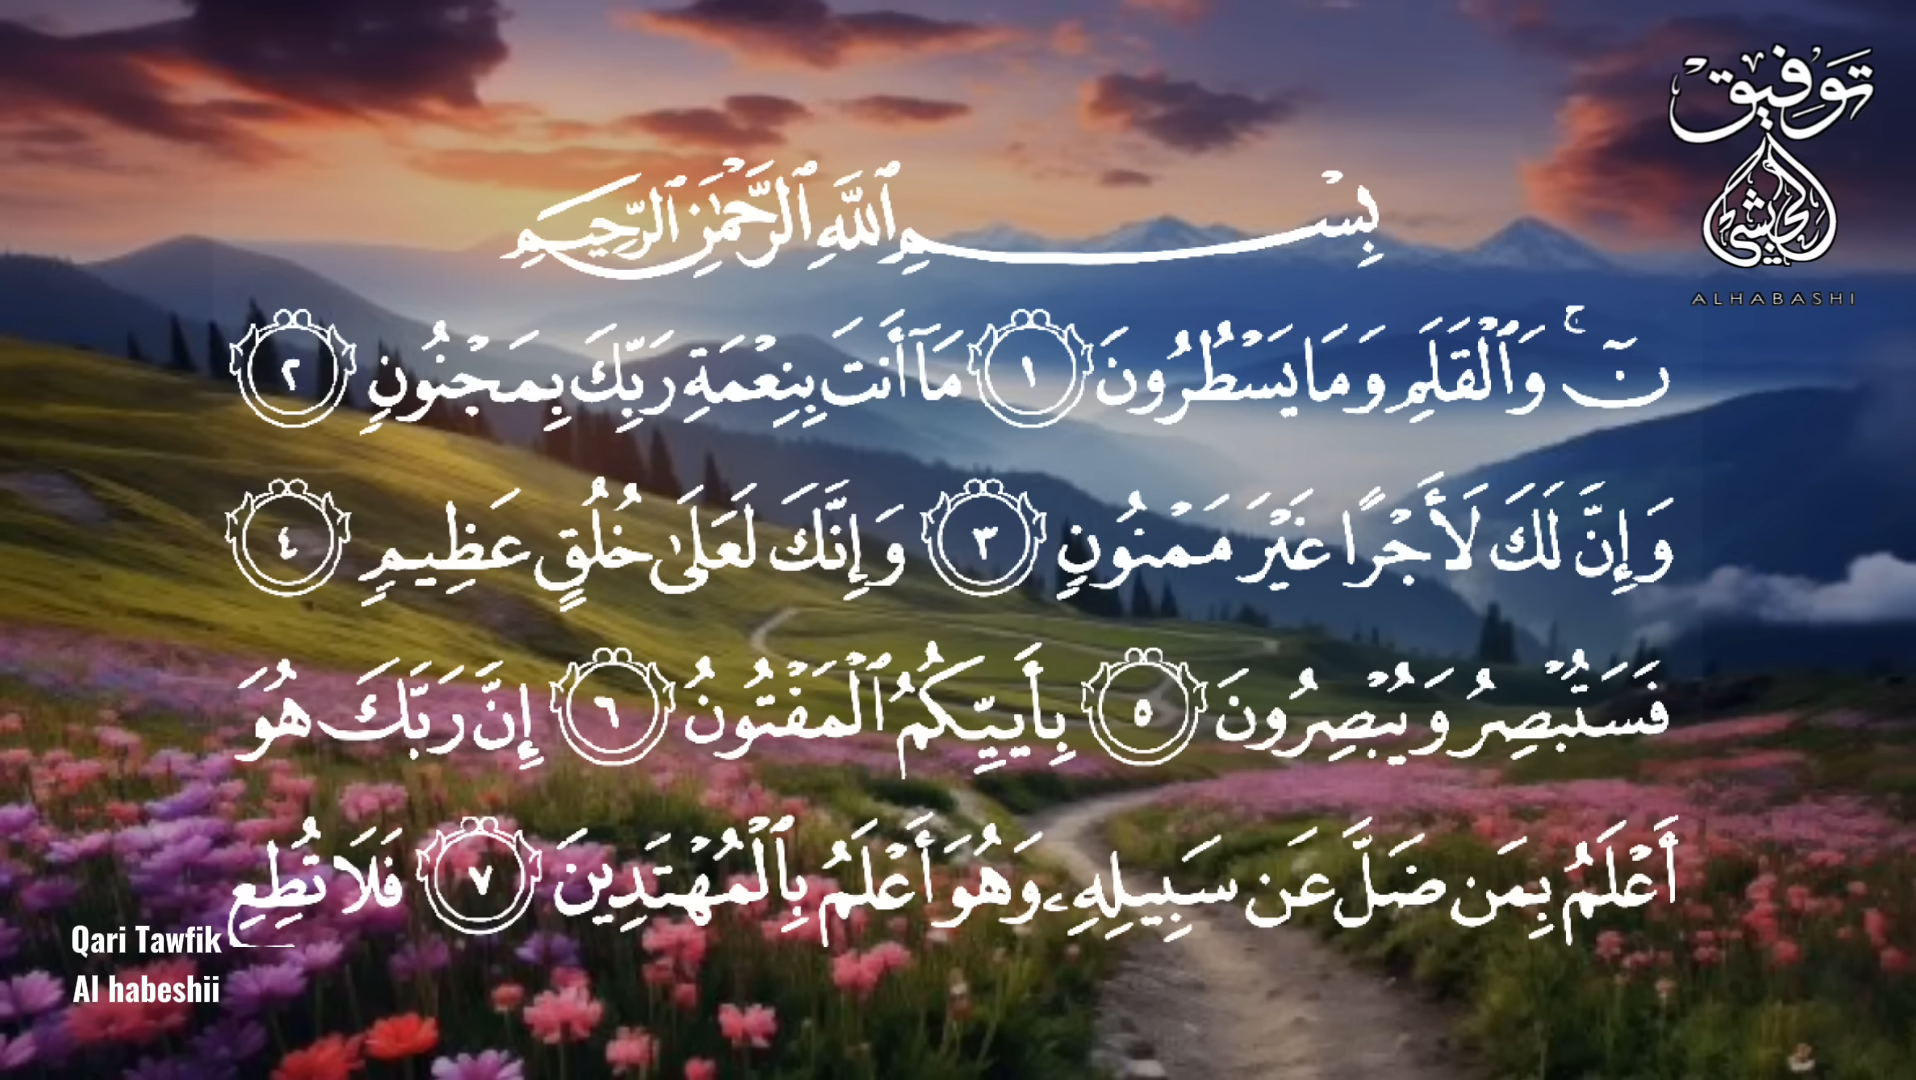 توفيق
الحبشي
ALHABASHI
بِسْمِ ٱللَّهِ ٱلرَّحْمَٰنِ ٱلرَّحِيمِ
نٓ ۚ وَٱلْقَلَمِ وَمَا يَسْطُرُونَ ١ مَآ أَنتَ بِنِعْمَةِ رَبِّكَ بِمَجْنُونٍ ٢
وَإِنَّ لَكَ لَأَجْرًا غَيْرَ مَمْنُونٍ ٣ وَإِنَّكَ لَعَلَىٰ خُلُقٍ عَظِيمٍ ٤
فَسَتُبْصِرُ وَيُبْصِرُونَ ٥ بِأَييِّكُمُ ٱلْمَفْتُونُ ٦ إِنَّ رَبَّكَ هُوَ
أَعْلَمُ بِمَن ضَلَّ عَن سَبِيلِهِۦ وَهُوَ أَعْلَمُ بِٱلْمُهْتَدِينَ ٧ فَلَا تُطِعِ
Qari Tawfik
Al habeshii